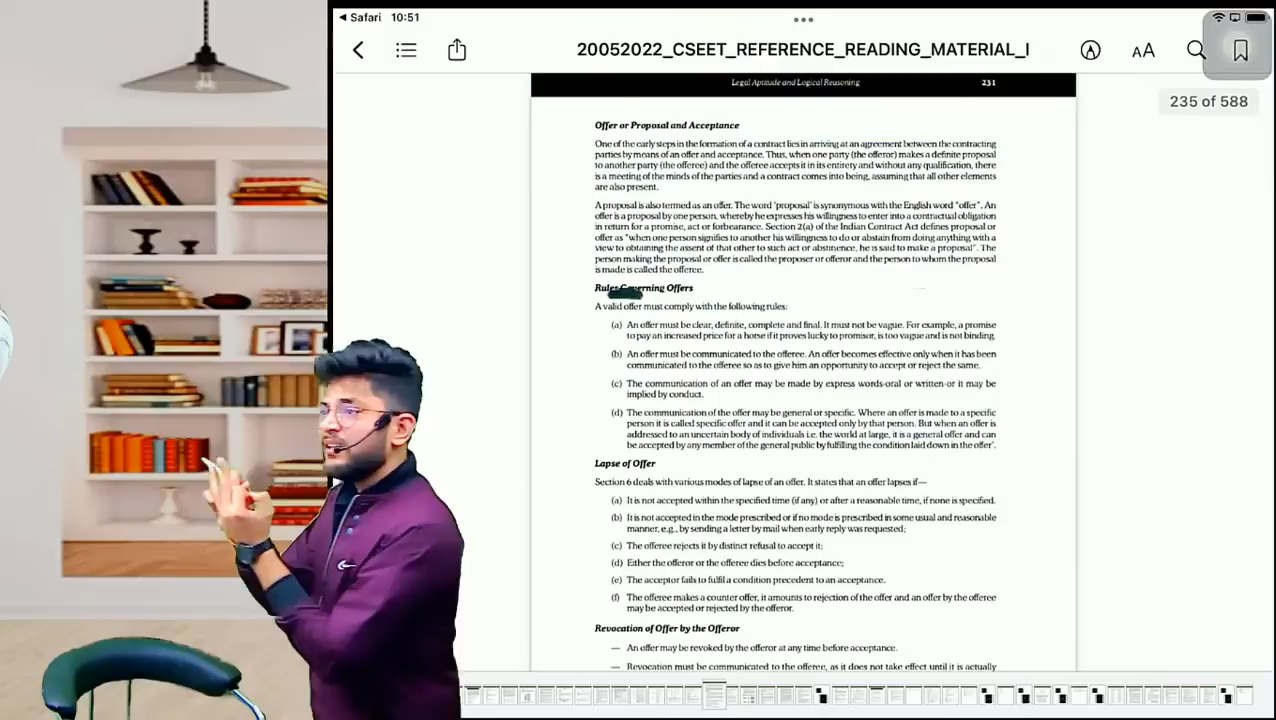 Safari 10:51
20052022_CSEET_REFERENCE_READING_MATERIAL_I
AA
235 of 588
Legal Aptitude and Logical Reasoning 231
Offer or Proposal and Acceptance
One of the early steps in the formation of a contract lies in arriving at an agreement between the contracting
parties by means of an offer and acceptance. Thus, when one party (the offeror) makes a definite proposal
to another party (the offeree) and the offeree accepts it in its entirety and without any qualification, there
is a meeting of the minds of the parties and a contract comes into being, assuming that all other elements
are also present.
A proposal is also termed as an offer. The word 'proposal' is synonymous with the English word "offer". An
offer is a proposal by one person, whereby he expresses his willingness to enter into a contractual obligation
in return for a promise, act or forbearance. Section 2(a) of the Indian Contract Act defines proposal or
offer as "when one person signifies to another his willingness to do or abstain from doing anything with a
view to obtaining the assent of that other to such act or abstinence, he is said to make a proposal". The
person making the proposal or offer is called the proposer or offeror and the person to whom the proposal
is made is called the offeree.
Rules Governing Offers
A valid offer must comply with the following rules:
(a) An offer must be clear, definite, complete and final. It must not be vague. For example, a promise
to pay an increased price for a horse if it proves lucky to promisor, is too vague and is not binding.
(b) An offer must be communicated to the offeree. An offer becomes effective only when it has been
communicated to the offeree so as to give him an opportunity to accept or reject the same.
(c) The communication of an offer may be made by express words-oral or written-or it may be
implied by conduct.
(d) The communication of the offer may be general or specific. Where an offer is made to a specific
person it is called specific offer and it can be accepted only by that person. But when an offer is
addressed to an uncertain body of individuals i.e. the world at large, it is a general offer and can
be accepted by any member of the general public by fulfilling the condition laid down in the offer'.
Lapse of Offer
Section 6 deals with various modes of lapse of an offer. It states that an offer lapses if—
(a) It is not accepted within the specified time (if any) or after a reasonable time, if none is specified.
(b) It is not accepted in the mode prescribed or if no mode is prescribed in some usual and reasonable
manner, e.g., by sending a letter by mail when early reply was requested;
(c) The offeree rejects it by distinct refusal to accept it;
(d) Either the offeror or the offeree dies before acceptance;
(e) The acceptor fails to fulfil a condition precedent to an acceptance.
(f) The offeree makes a counter offer, it amounts to rejection of the offer and an offer by the offeree
may be accepted or rejected by the offeror.
Revocation of Offer by the Offeror
— An offer may be revoked by the offeror at any time before acceptance.
— Revocation must be communicated to the offeree, as it does not take effect until it is actually